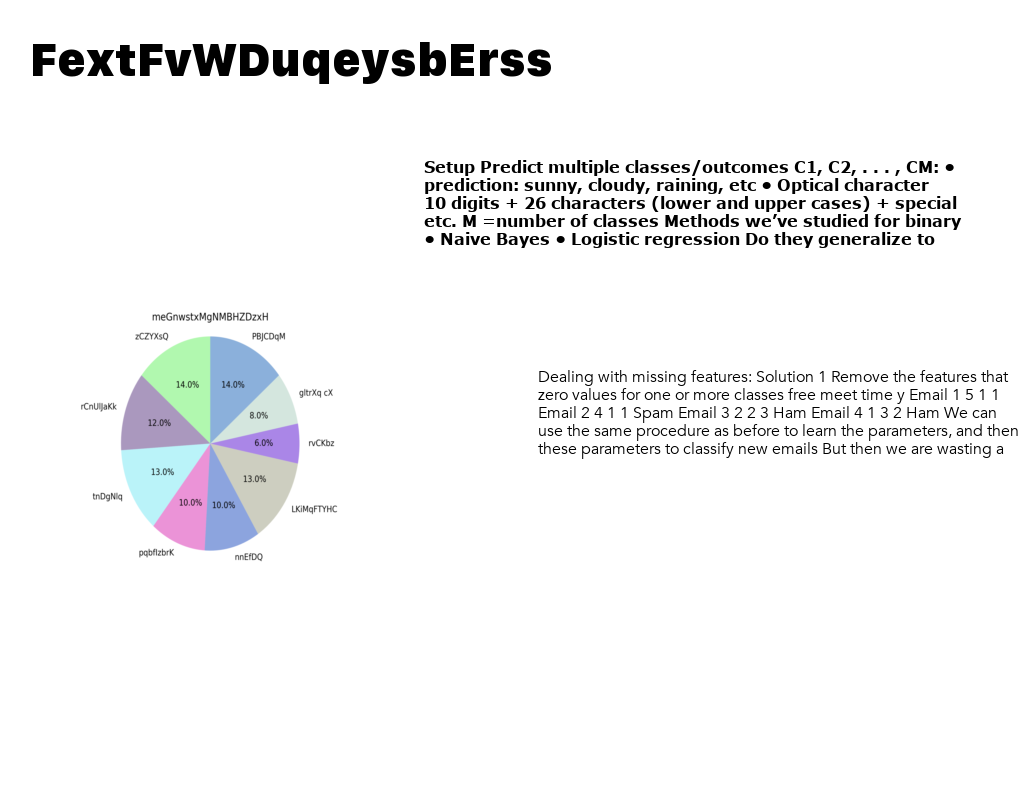 FextFvWDuqeysbErss
Setup Predict multiple classes/outcomes C1, C2, . . . , CM: •
prediction: sunny, cloudy, raining, etc • Optical character
10 digits + 26 characters (lower and upper cases) + special
etc. M =number of classes Methods we’ve studied for binary
• Naive Bayes • Logistic regression Do they generalize to
meGnwstxMgNMBHZDzxH
zCZYXsQ
PBJCDqM
14.0%
14.0%
gltrXq cX
rCnUlJaKk
8.0%
12.0%
rvCKbz
6.0%
13.0%
13.0%
tnDgNlq
10.0%
10.0%
LKiMqFTYHC
pqbflzbrK
nnEfDQ
Dealing with missing features: Solution 1 Remove the features that
zero values for one or more classes free meet time y Email 1 5 1 1
Email 2 4 1 1 Spam Email 3 2 2 3 Ham Email 4 1 3 2 Ham We can
use the same procedure as before to learn the parameters, and then
these parameters to classify new emails But then we are wasting a